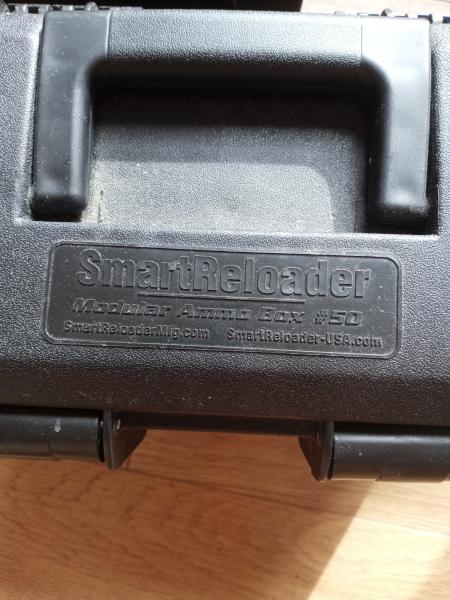 SmartReloader
Modular Ammo Box #50
SmartReloaderMfg.com SmartReloader-USA.com